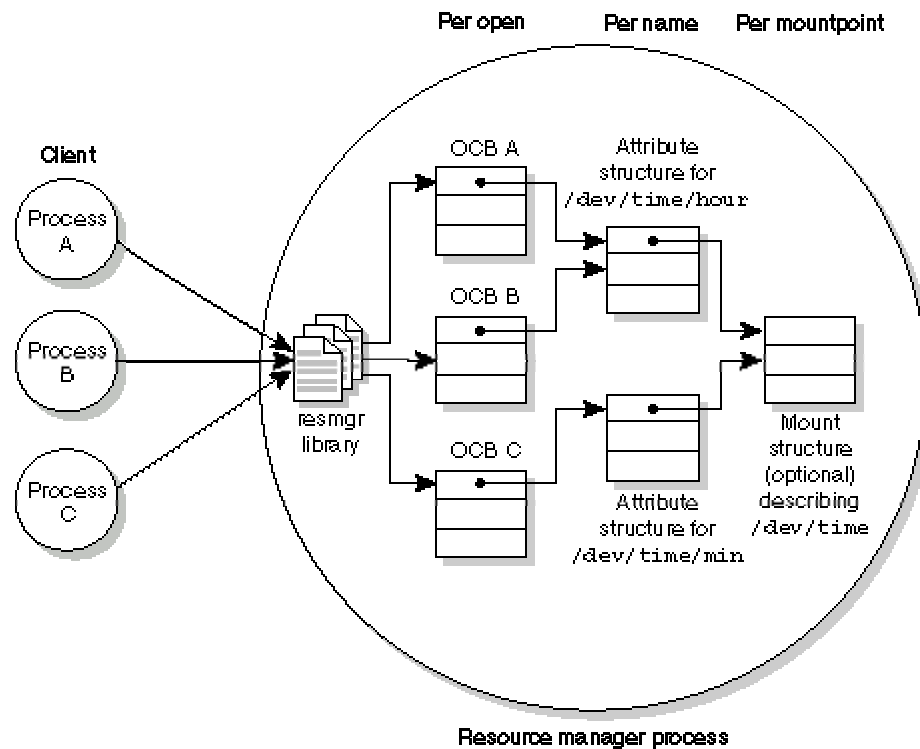 Per open
Per name
Per mountpoint
Client
Process
A
Process
B
Process
C
resmgr
library
OCB A
OCB B
OCB C
Attribute
structure for
/dev/time/hour
Attribute
structure for
/dev/time/min
Mount
structure
(optional)
describing
/dev/time
Resource manager process